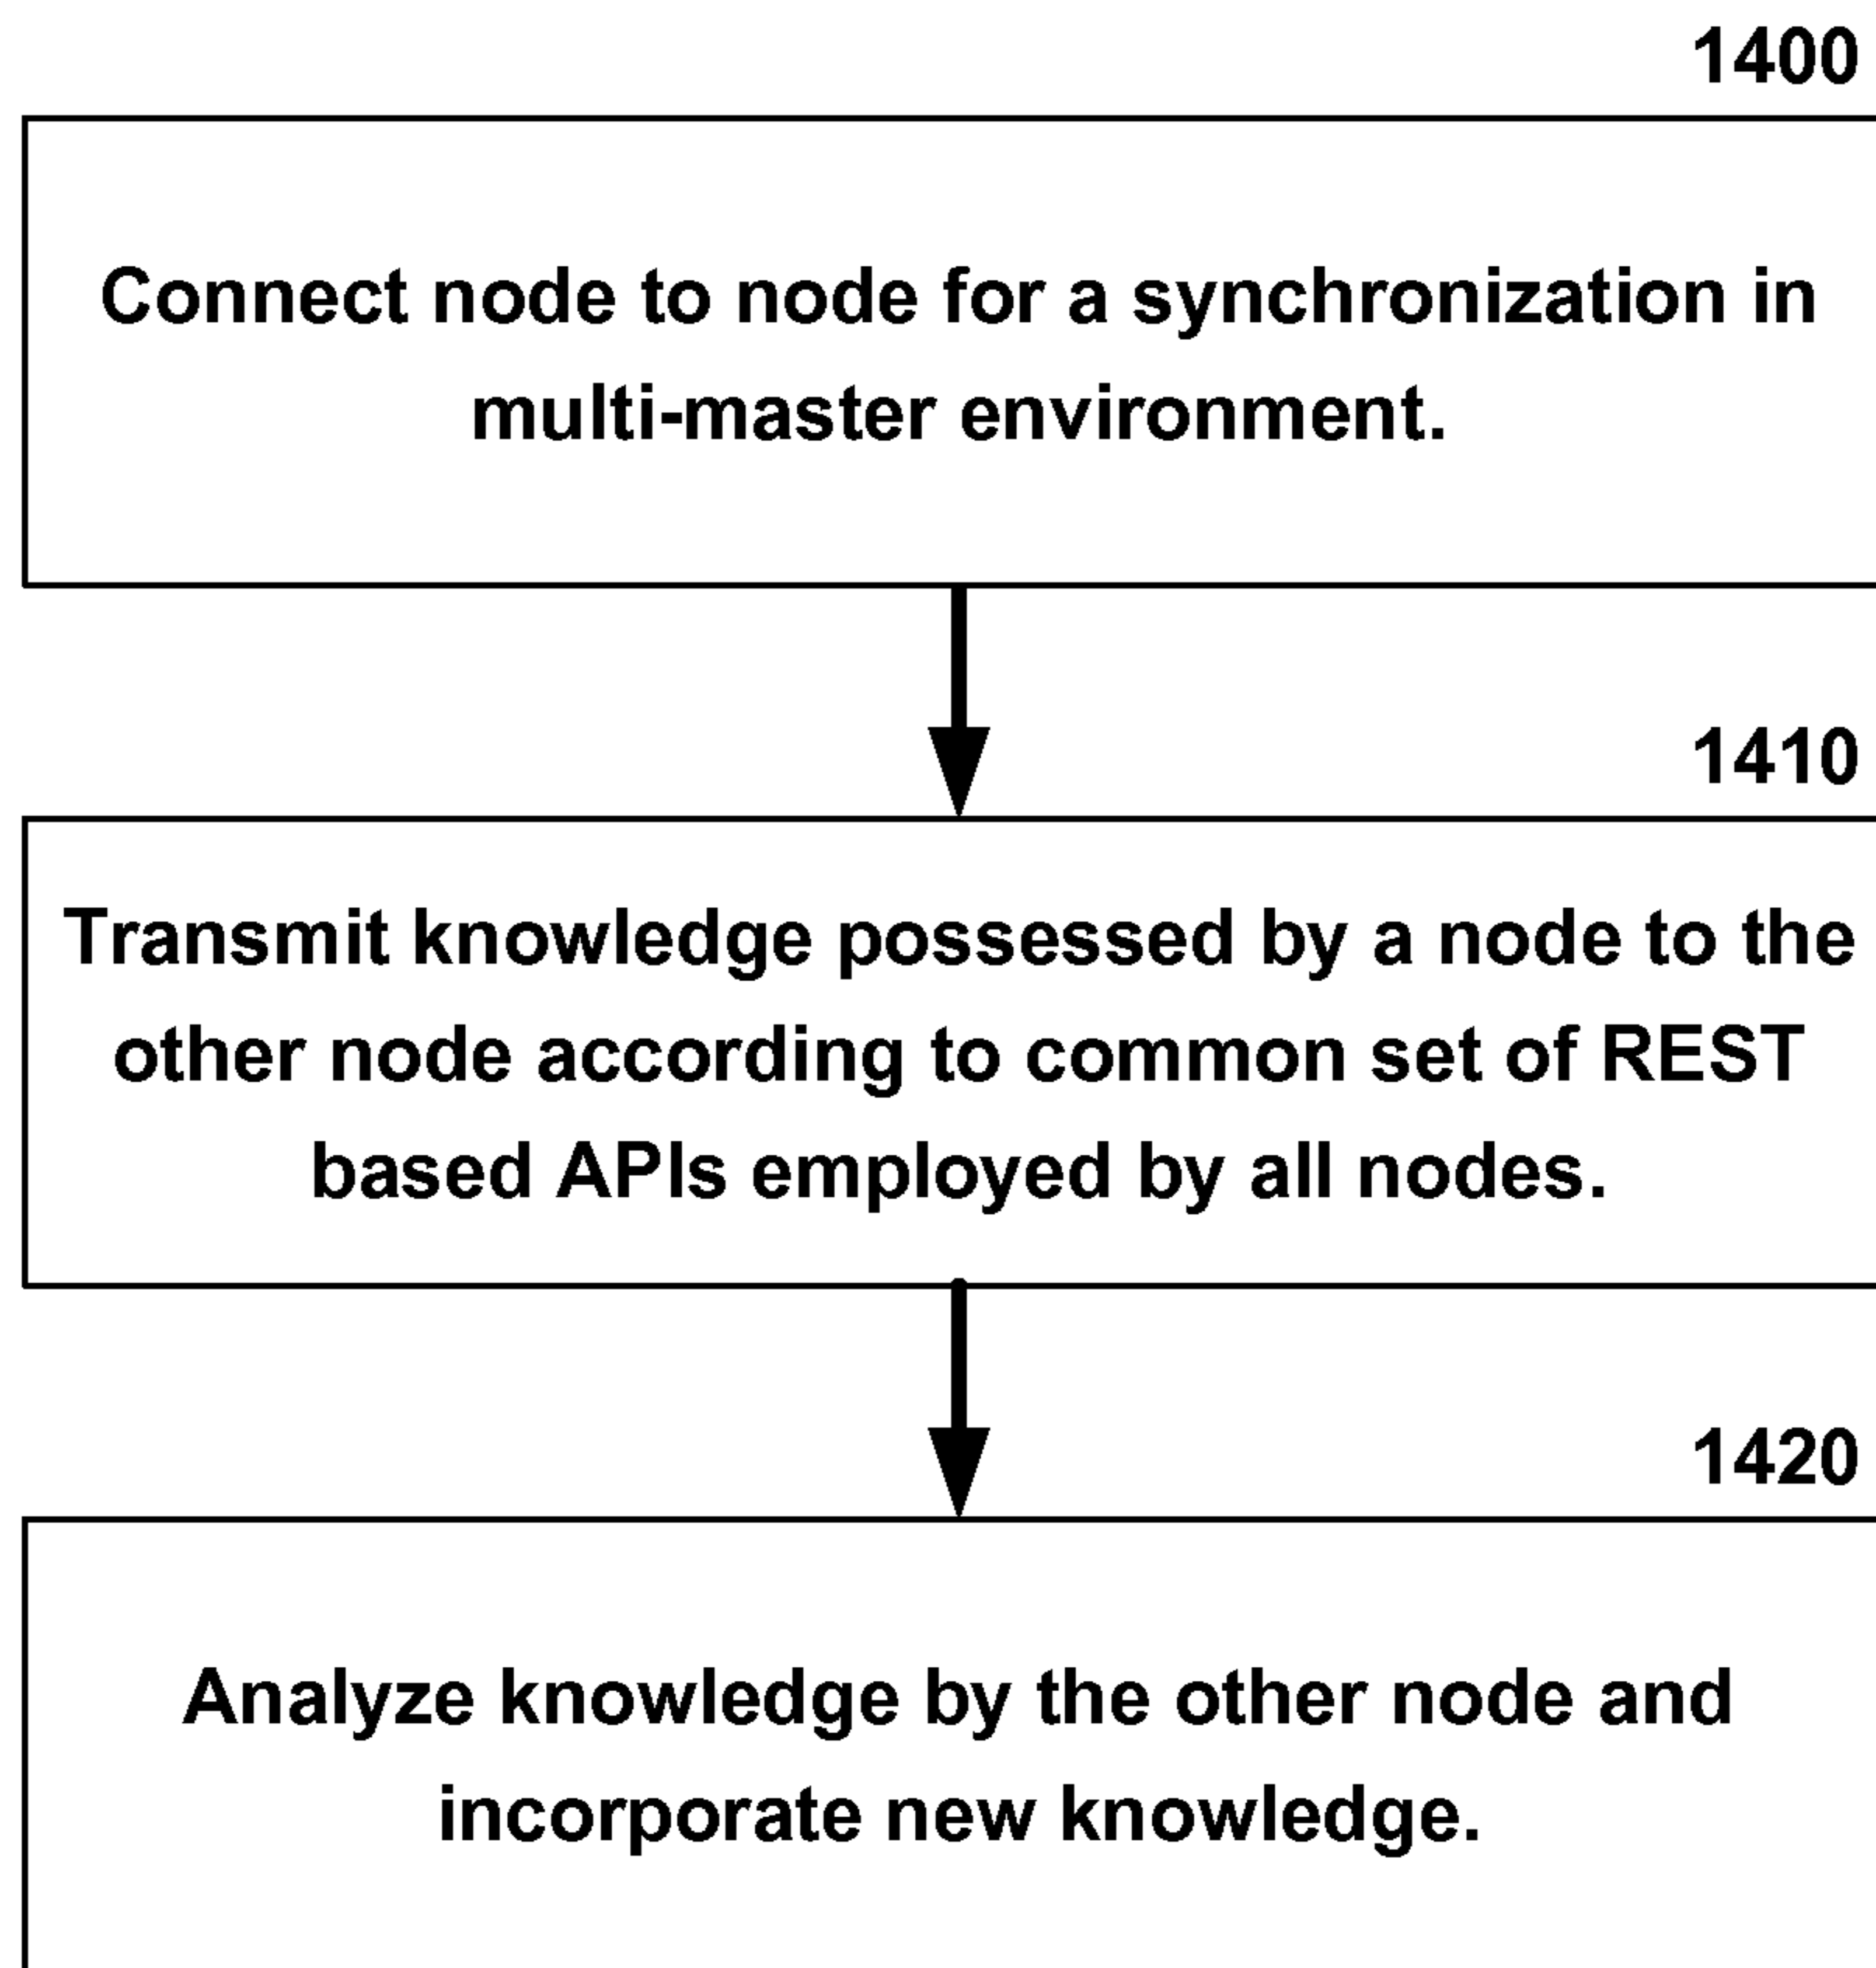 1400
Connect node to node for a synchronization in
multi-master environment.
1410
Transmit knowledge possessed by a node to the
other node according to common set of REST
based APIs employed by all nodes.
1420
Analyze knowledge by the other node and
incorporate new knowledge.